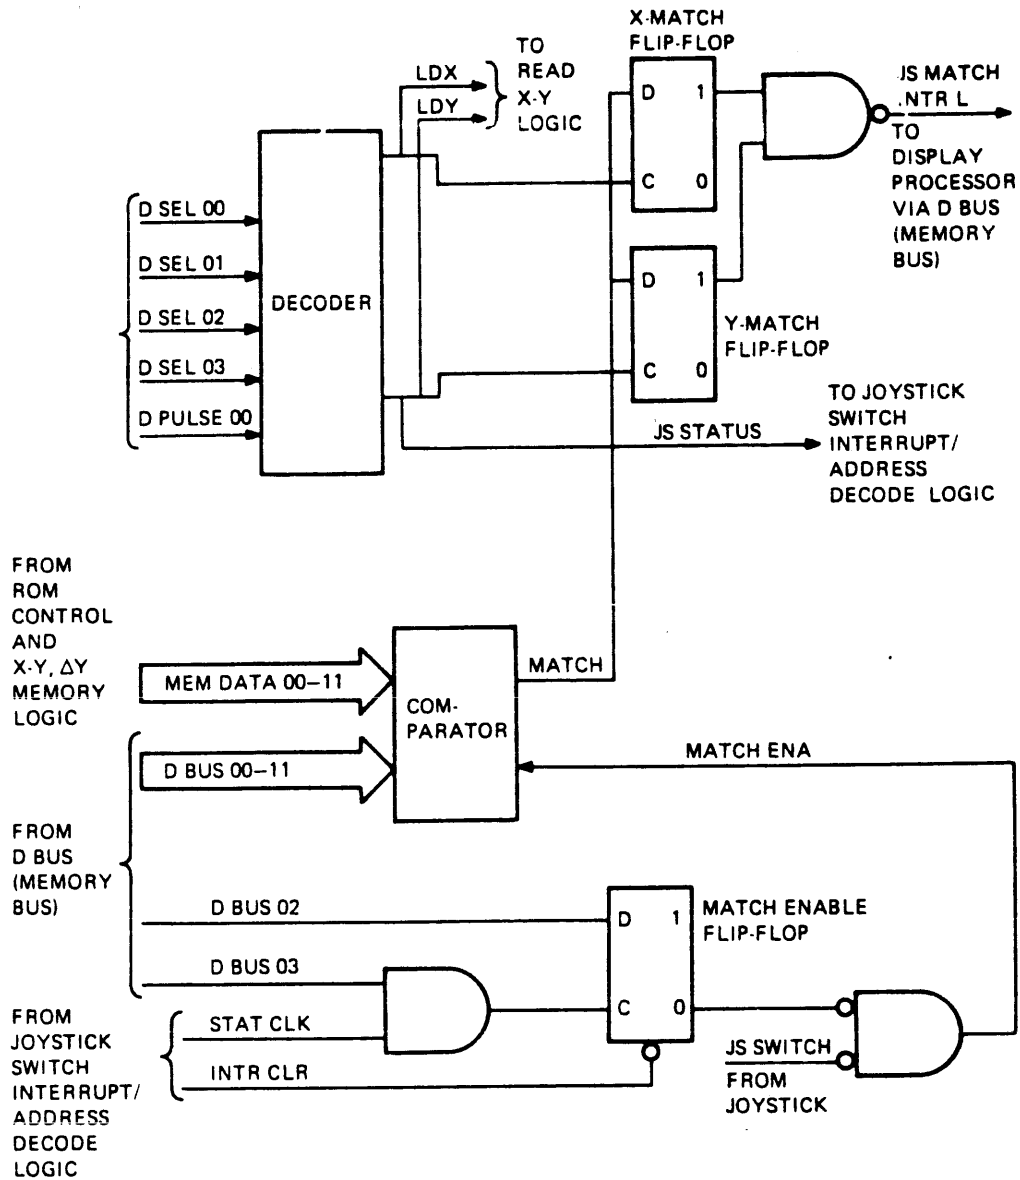 X-MATCH
FLIP-FLOP
TO
READ
X-Y
LOGIC
LDX
LDY
D 1
C 0
JS MATCH
.NTR L
TO
DISPLAY
PROCESSOR
VIA D BUS
(MEMORY
BUS)
D SEL 00
D SEL 01
D SEL 02
D SEL 03
D PULSE 00
DECODER
D 1
C 0
Y-MATCH
FLIP-FLOP
JS STATUS
TO JOYSTICK
SWITCH
INTERRUPT/
ADDRESS
DECODE LOGIC
FROM
ROM
CONTROL
AND
X-Y, ΔY
MEMORY
LOGIC
MEM DATA 00–11
D BUS 00–11
COM-
PARATOR
MATCH
MATCH ENA
FROM
D BUS
(MEMORY
BUS)
D BUS 02
D BUS 03
D 1
C 0
MATCH ENABLE
FLIP-FLOP
FROM
JOYSTICK
SWITCH
INTERRUPT/
ADDRESS
DECODE
LOGIC
STAT CLK
INTR CLR
JS SWITCH
FROM
JOYSTICK